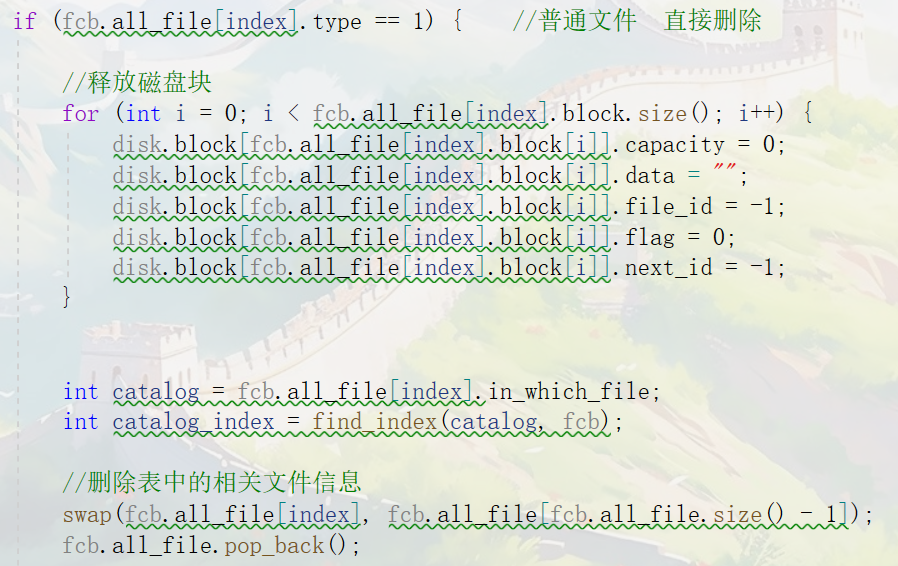 if (fcb.all_file[index].type == 1) {    //普通文件  直接删除
//释放磁盘块
for (int i = 0; i < fcb.all_file[index].block.size(); i++) {
disk.block[fcb.all_file[index].block[i]].capacity = 0;
disk.block[fcb.all_file[index].block[i]].data = "";
disk.block[fcb.all_file[index].block[i]].file_id = -1;
disk.block[fcb.all_file[index].block[i]].flag = 0;
disk.block[fcb.all_file[index].block[i]].next_id = -1;
}
int catalog = fcb.all_file[index].in_which_file;
int catalog_index = find_index(catalog, fcb);
//删除表中的相关文件信息
swap(fcb.all_file[index], fcb.all_file[fcb.all_file.size() - 1]);
fcb.all_file.pop_back();